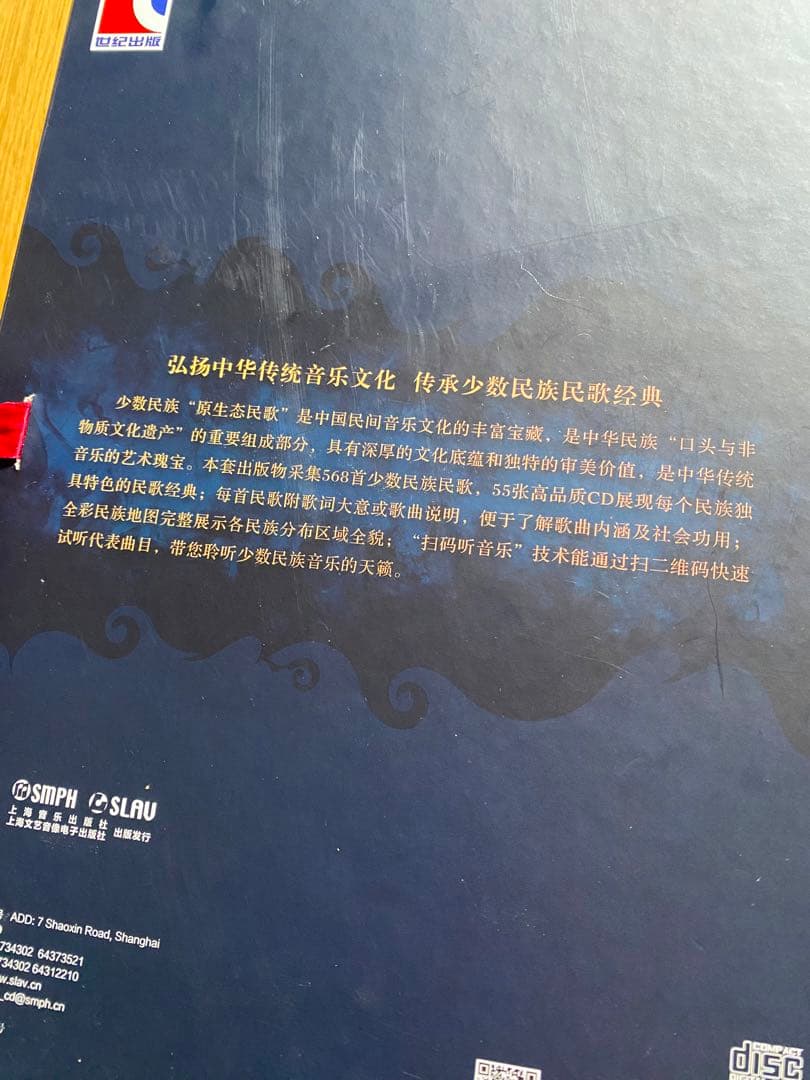 世纪出版
弘扬中华传统音乐文化 传承少数民族民歌经典
少数民族“原生态民歌”是中国民间音乐文化的丰富宝藏，是中华民族“口头与非
物质文化遗产”的重要组成部分，具有深厚的文化底蕴和独特的审美价值，是中华传统
音乐的艺术瑰宝。本套出版物采集568首少数民族民歌，55张高品质CD展现每个民族独
具特色的民歌经典；每首民歌附歌词大意或歌曲说明，便于了解歌曲内涵及社会功用；
全彩民族地图完整展示各民族分布区域全貌；“扫码听音乐”技术能通过扫二维码快速
试听代表曲目，带您聆听少数民族音乐的天籁。
SMPH SLAV
上海音乐出版社
上海文艺音像电子出版社 出版发行
号 ADD: 7 Shaoxin Road, Shanghai
734302 64373521
734302 64312210
w.slav.cn
_cd@smph.cn
COMPACT
disc